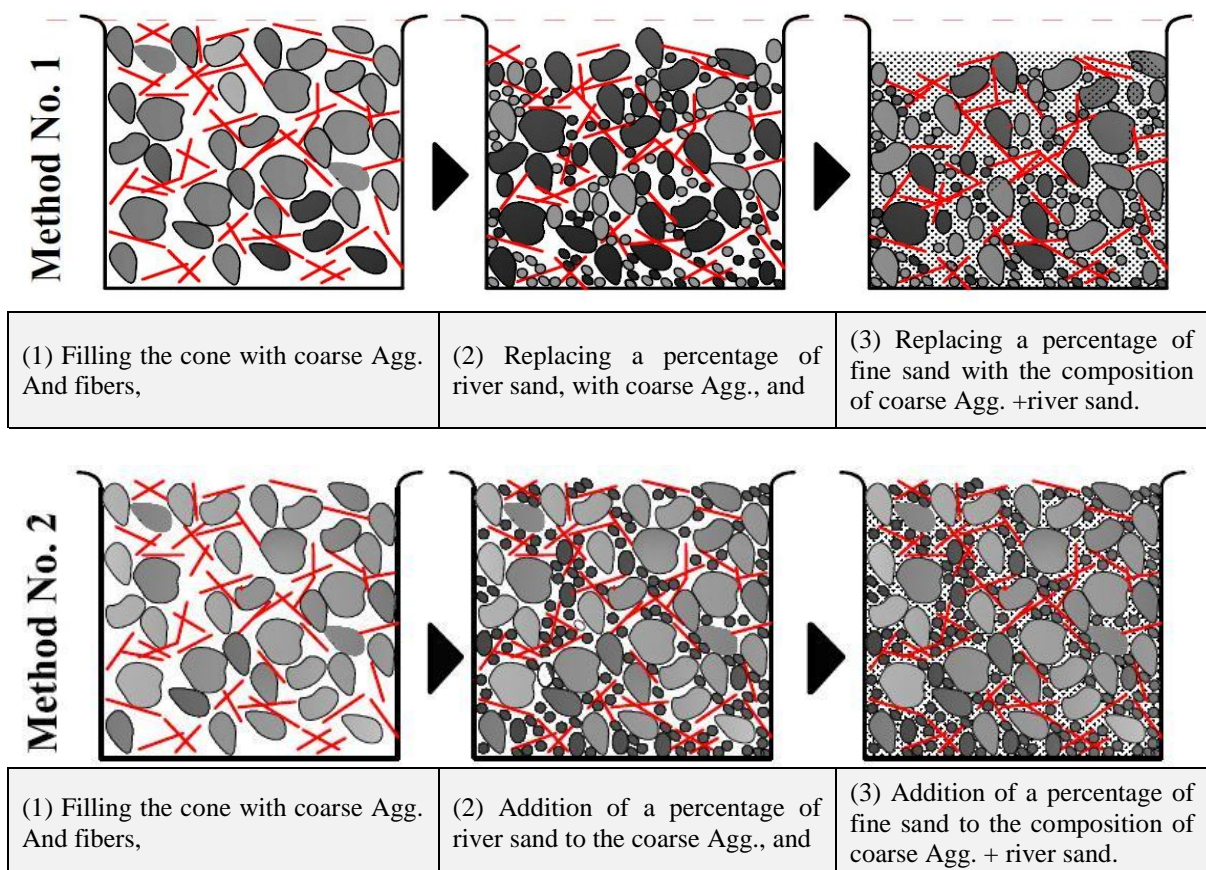 Method No. 1
(1) Filling the cone with coarse Agg.
And fibers,
(2) Replacing a percentage of
river sand, with coarse Agg., and
(3) Replacing a percentage of
fine sand with the composition
of coarse Agg. +river sand.
Method No. 2
(1) Filling the cone with coarse Agg.
And fibers,
(2) Addition of a percentage of
river sand to the coarse Agg., and
(3) Addition of a percentage of
fine sand to the composition of
coarse Agg. + river sand.